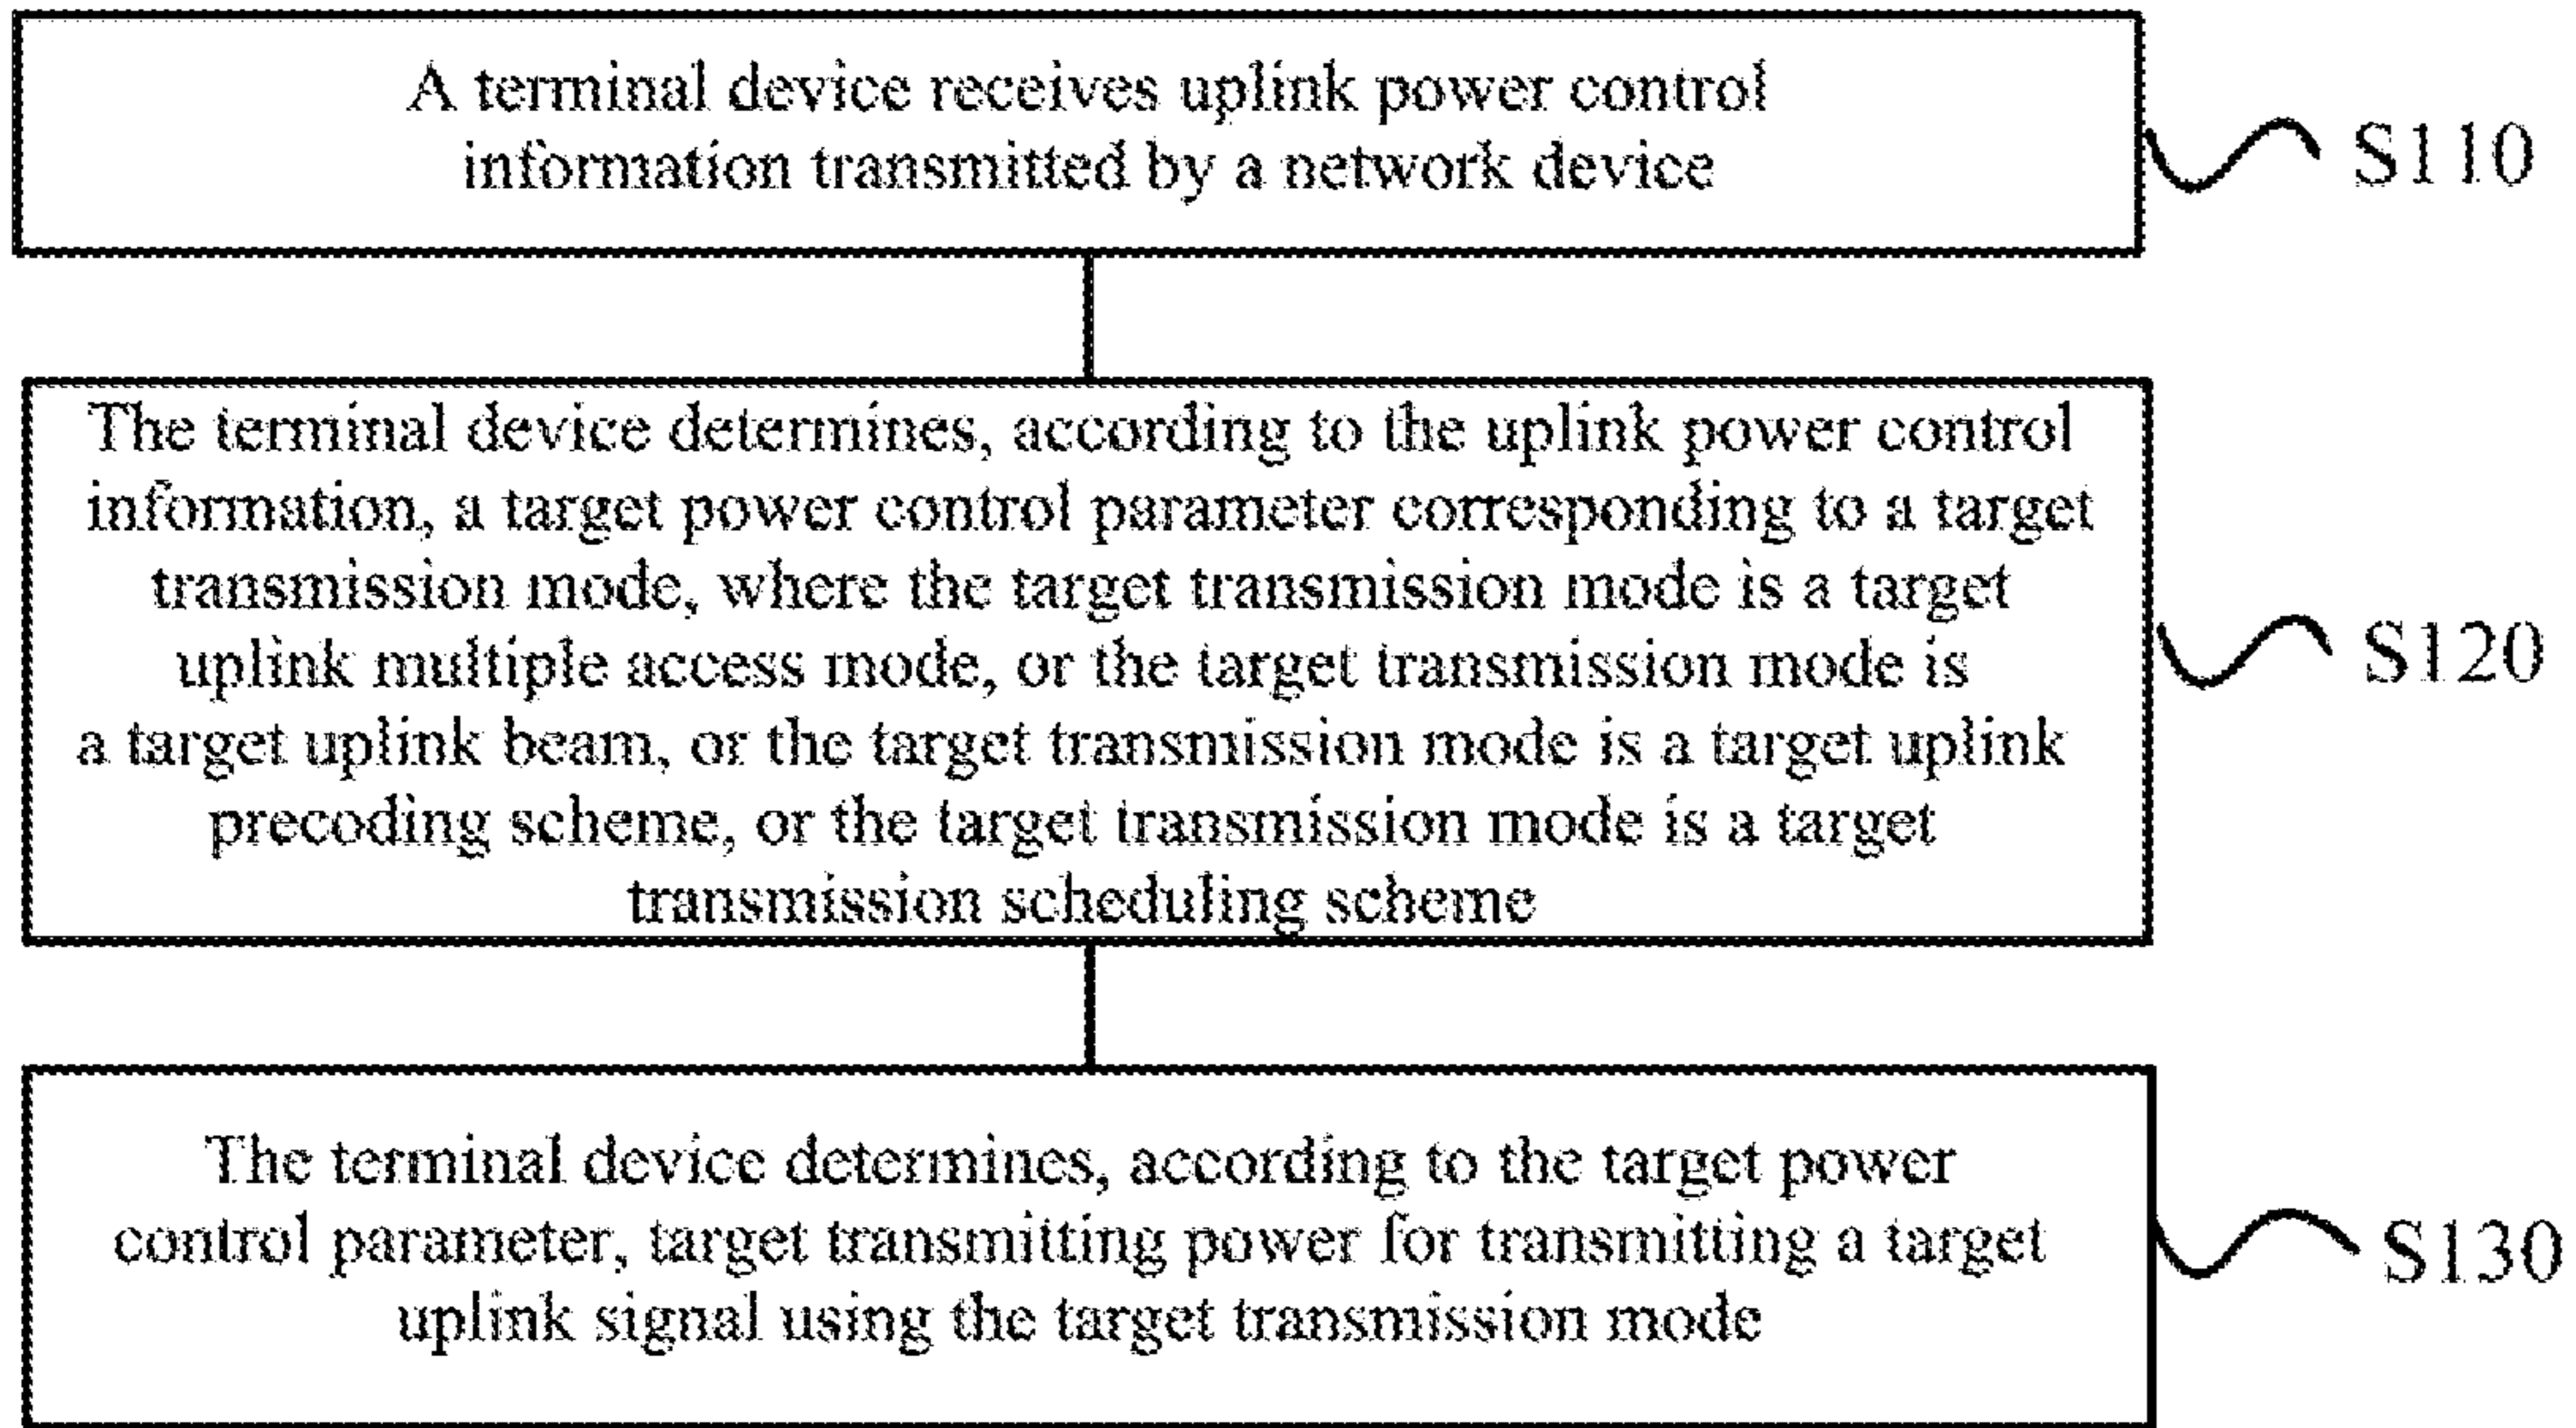 A terminal device receives uplink power control
information transmitted by a network device
S110
The terminal device determines, according to the uplink power control
information, a target power control parameter corresponding to a target
transmission mode, where the target transmission mode is a target
uplink multiple access mode, or the target transmission mode is
a target uplink beam, or the target transmission mode is a target uplink
precoding scheme, or the target transmission mode is a target
transmission scheduling scheme
S120
The terminal device determines, according to the target power
control parameter, target transmitting power for transmitting a target
uplink signal using the target transmission mode
S130